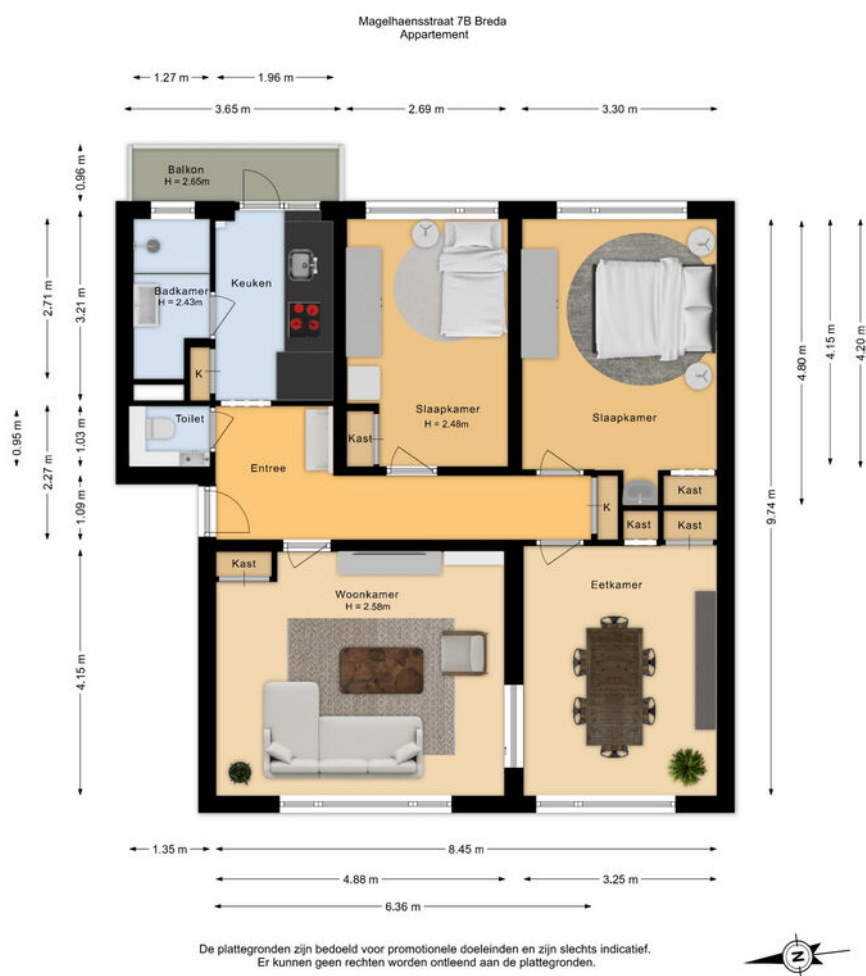 Magelhaensstraat 7B Breda
Appartement
1.27 m
1.96 m
3.65 m
2.69 m
3.30 m
0.96 m
Balkon
H = 2.65m
2.71 m
3.21 m
Badkamer
H = 2.43m
Keuken
K
4.80 m
4.15 m
4.20 m
Slaapkamer
H = 2.48m
Slaapkamer
0.95 m
2.27 m
1.03 m
1.09 m
Toilet
Entree
Kast
K
Kast
Kast
Kast
9.74 m
Kast
Woonkamer
H = 2.58m
Eetkamer
4.15 m
1.35 m
8.45 m
4.88 m
3.25 m
6.36 m
De plattegronden zijn bedoeld voor promotionele doeleinden en zijn slechts indicatief.
Er kunnen geen rechten worden ontleend aan de plattegronden.
N